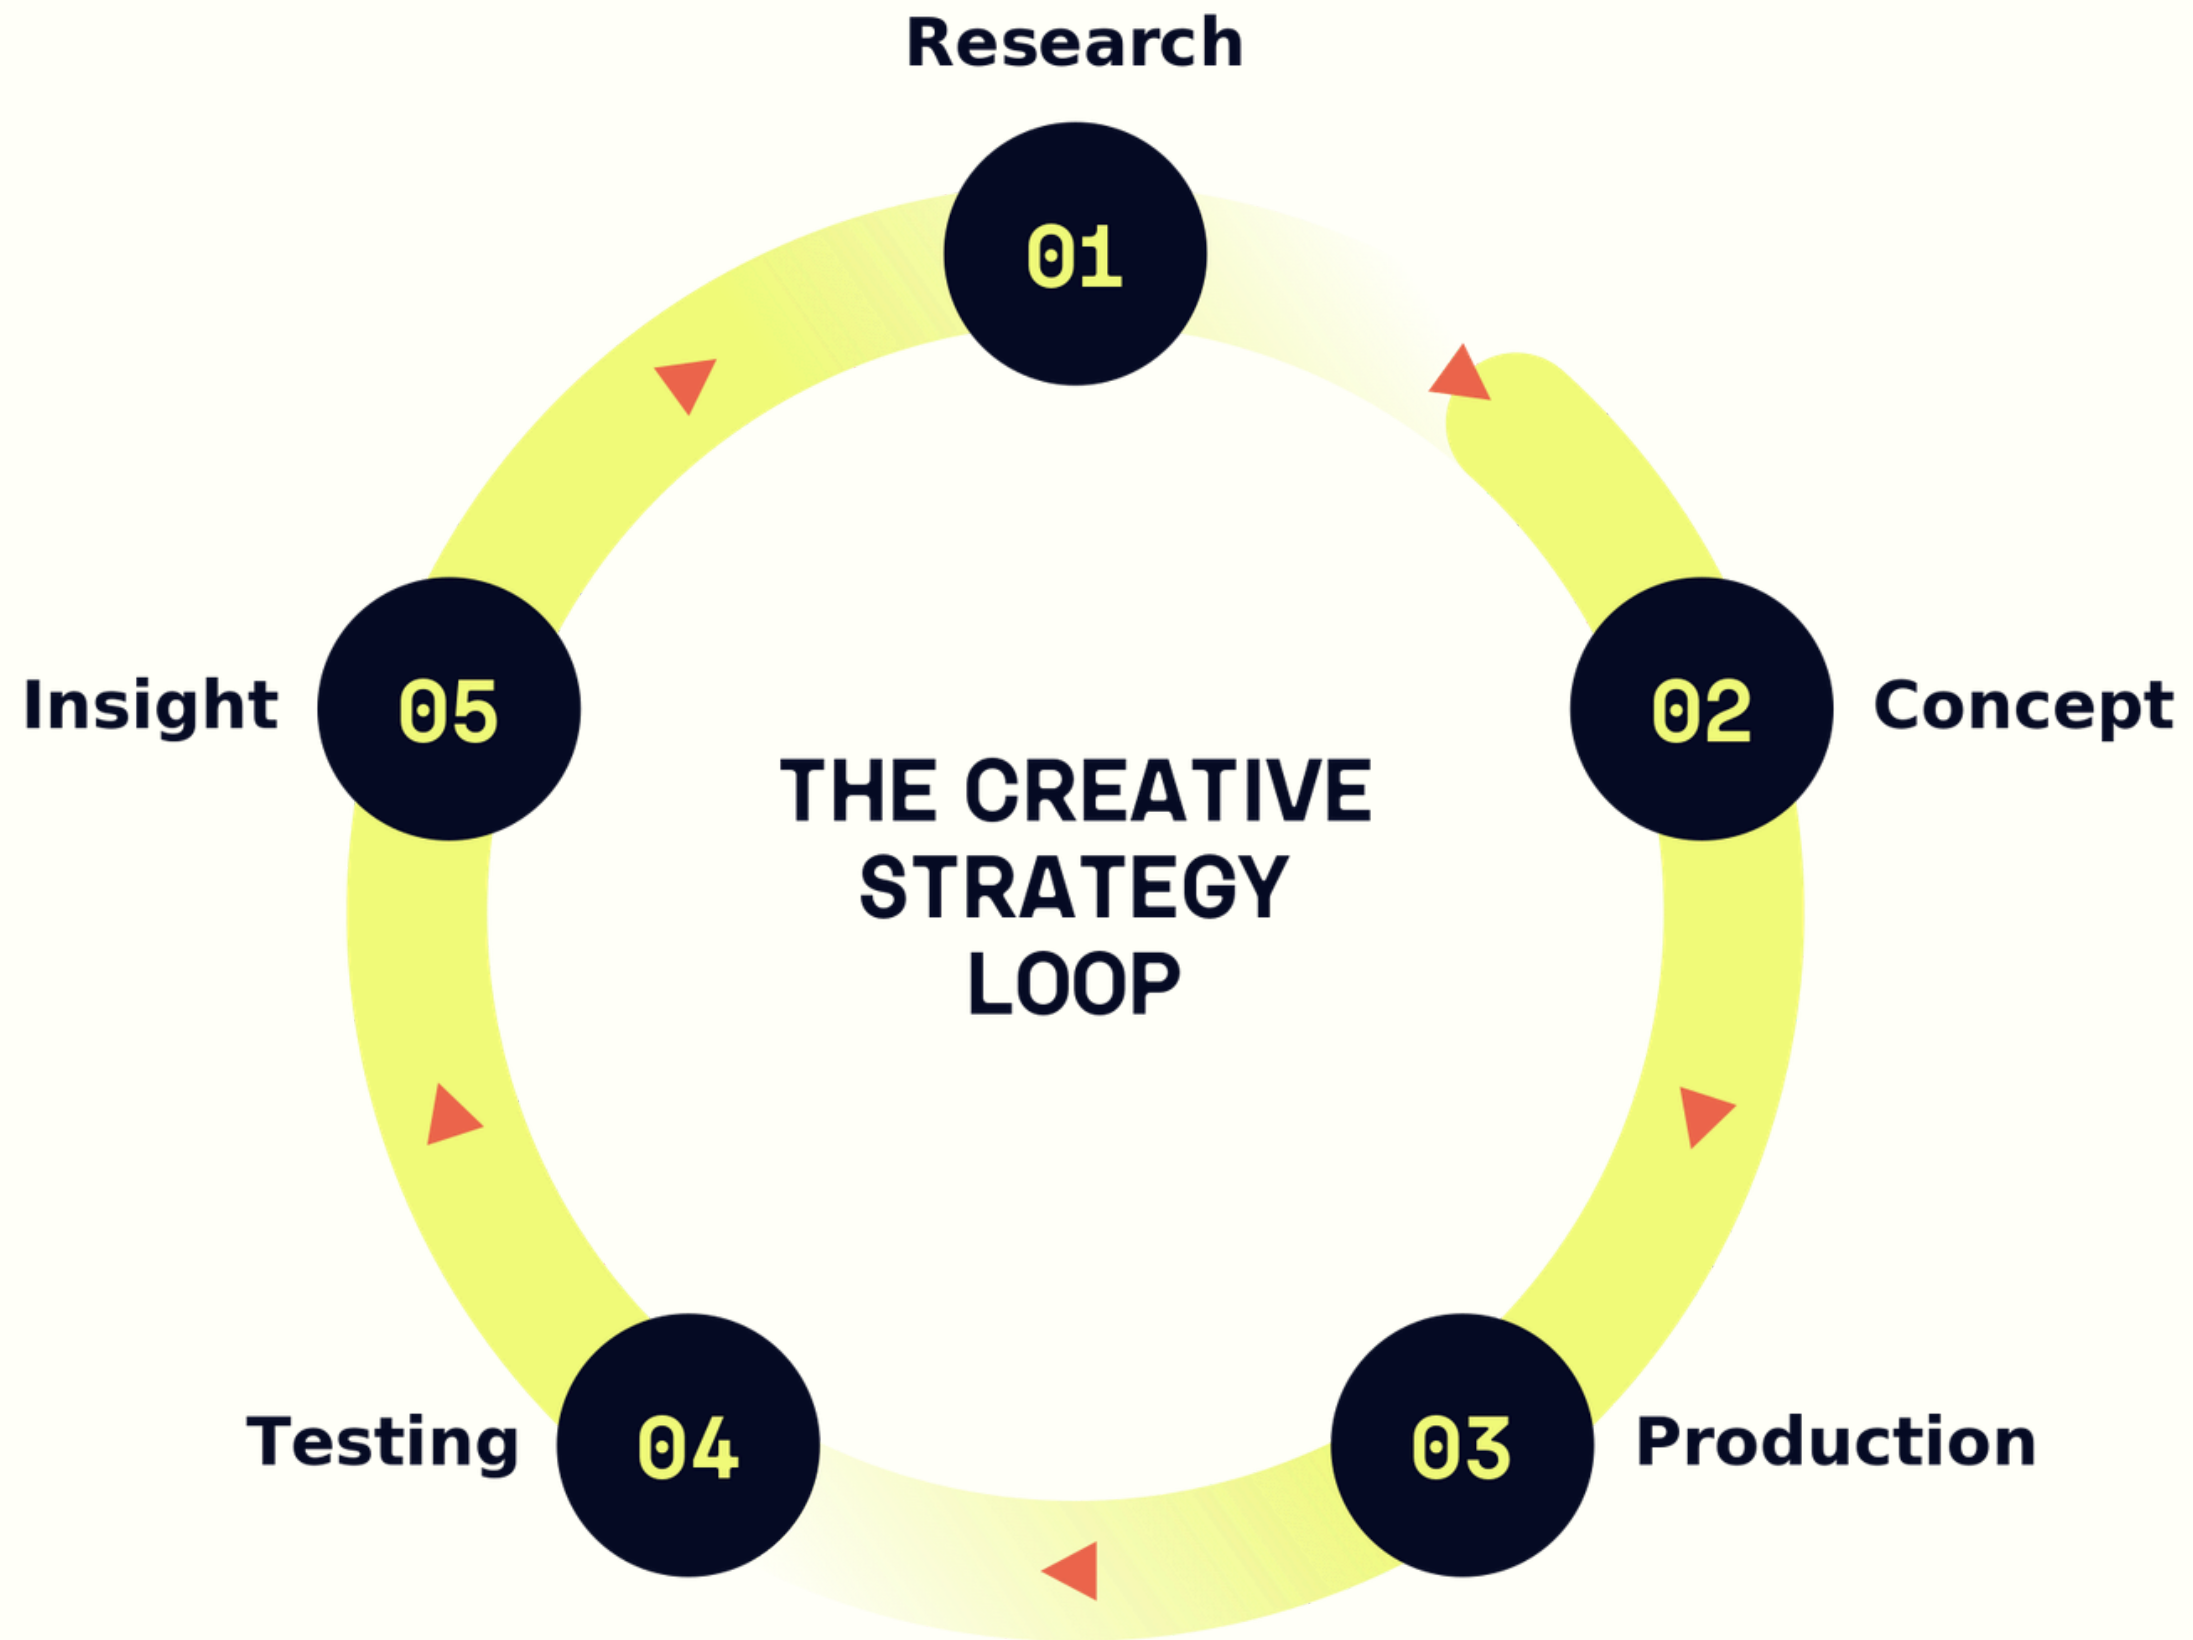 Research
01
02
Concept
03
Production
04
Testing
05
Insight
THE CREATIVE
STRATEGY
LOOP